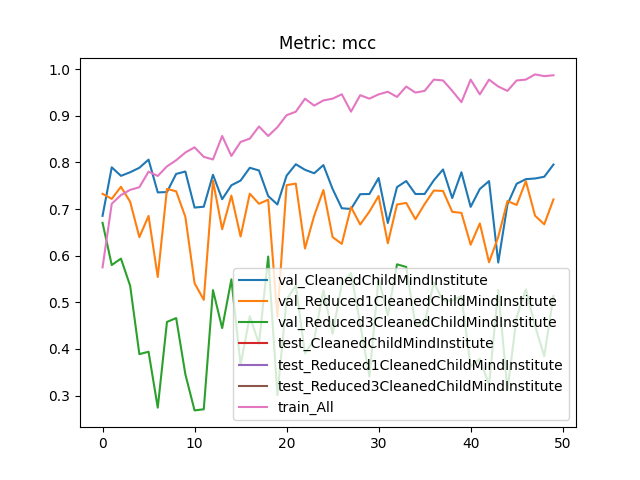 Metric: mcc
1.0
0.9
0.8
0.7
0.6
0.5
0.4
0.3
val_CleanedChildMindInstitute
val_Reduced1CleanedChildMindInstitute
val_Reduced3CleanedChildMindInstitute
test_CleanedChildMindInstitute
test_Reduced1CleanedChildMindInstitute
test_Reduced3CleanedChildMindInstitute
train_All
0
10
20
30
40
50